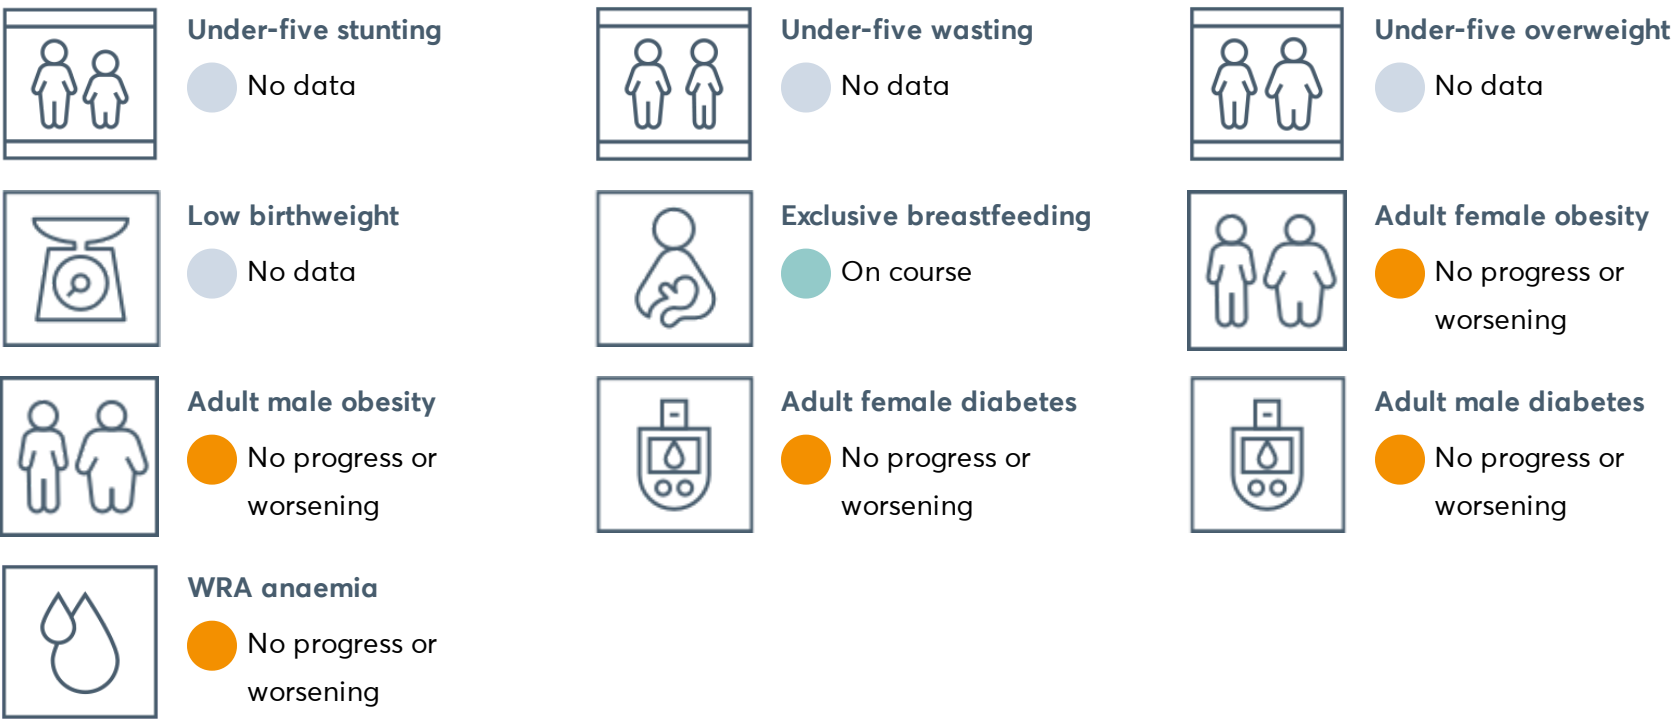 Under-five stunting
No data
Under-five wasting
No data
Under-five overweight
No data
Low birthweight
No data
Exclusive breastfeeding
On course
Adult female obesity
No progress or
worsening
Adult male obesity
No progress or
worsening
Adult female diabetes
No progress or
worsening
Adult male diabetes
No progress or
worsening
WRA anaemia
No progress or
worsening